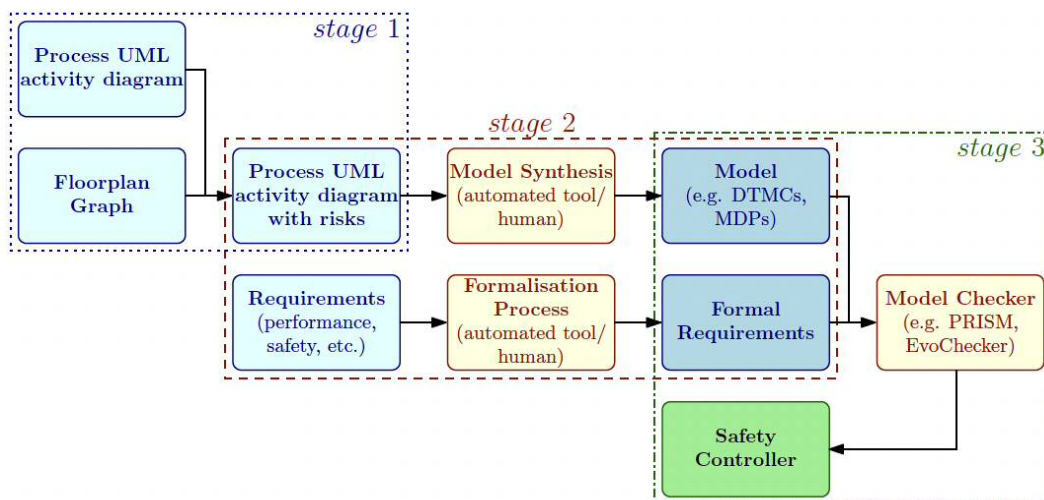 stage 1
Process UML
activity diagram
stage 2
stage 3
Floorplan
Graph
Process UML
activity diagram
with risks
Model Synthesis
(automated tool/
human)
Model
(e.g. DTMCs,
MDPs)
Requirements
(performance,
safety, etc.)
Formalisation
Process
(automated tool/
human)
Formal
Requirements
Model Checker
(e.g. PRISM,
EvoChecker)
Safety
Controller